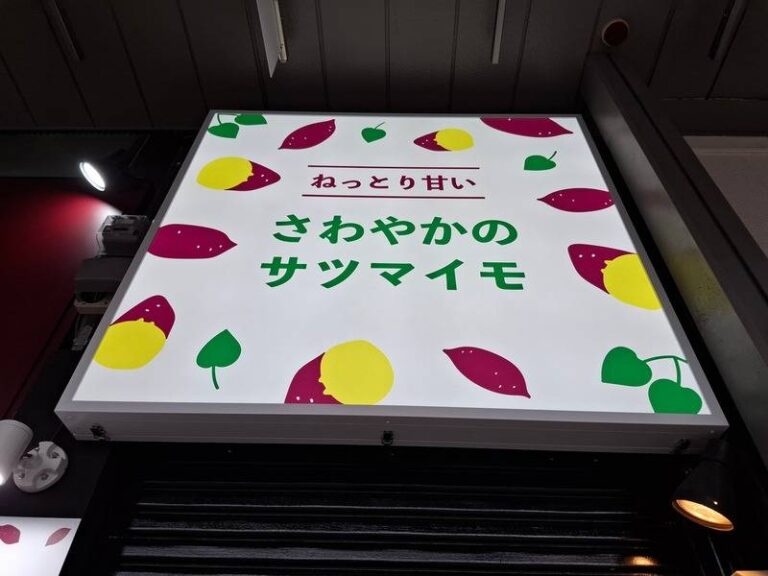 ねっとり甘い
さわやかの
サツマイモ